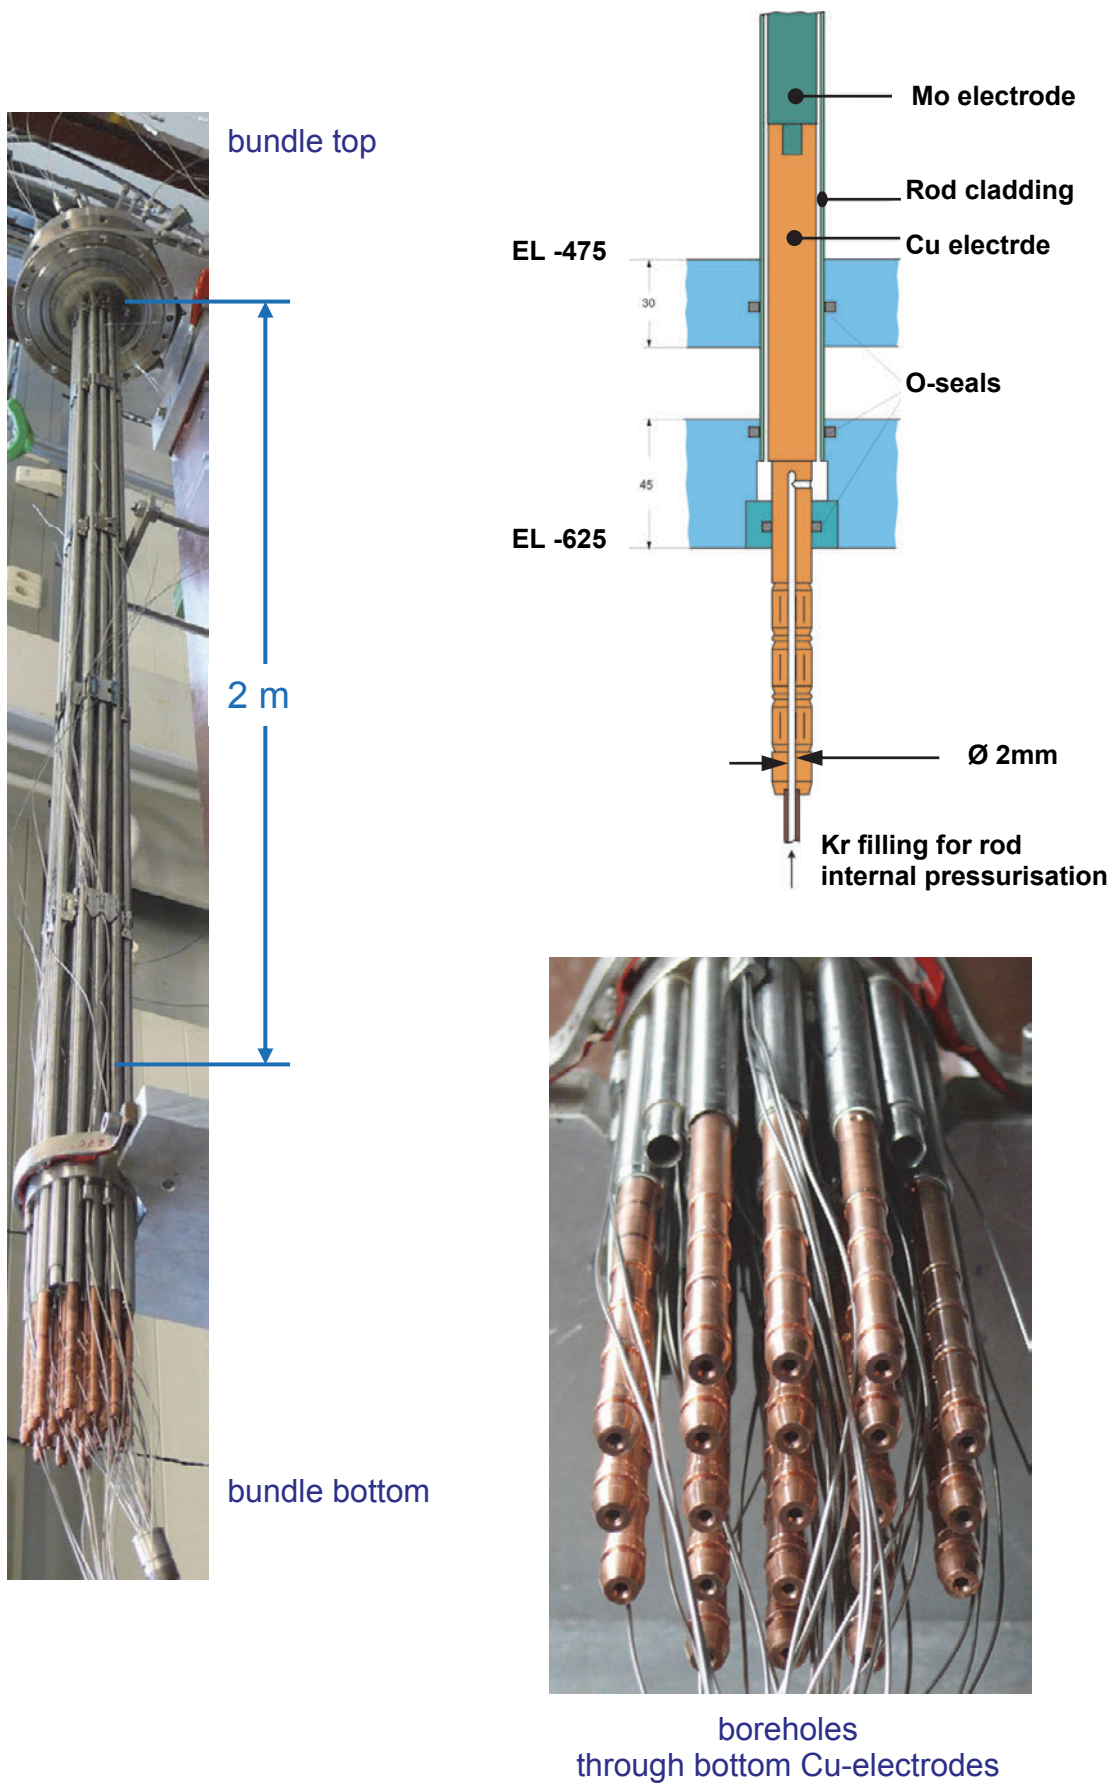 bundle top
2 m
bundle bottom
Mo electrode
Rod cladding
Cu electrde
EL -475
30
O-seals
45
EL -625
Ø 2mm
Kr filling for rod
internal pressurisation
boreholes
through bottom Cu-electrodes